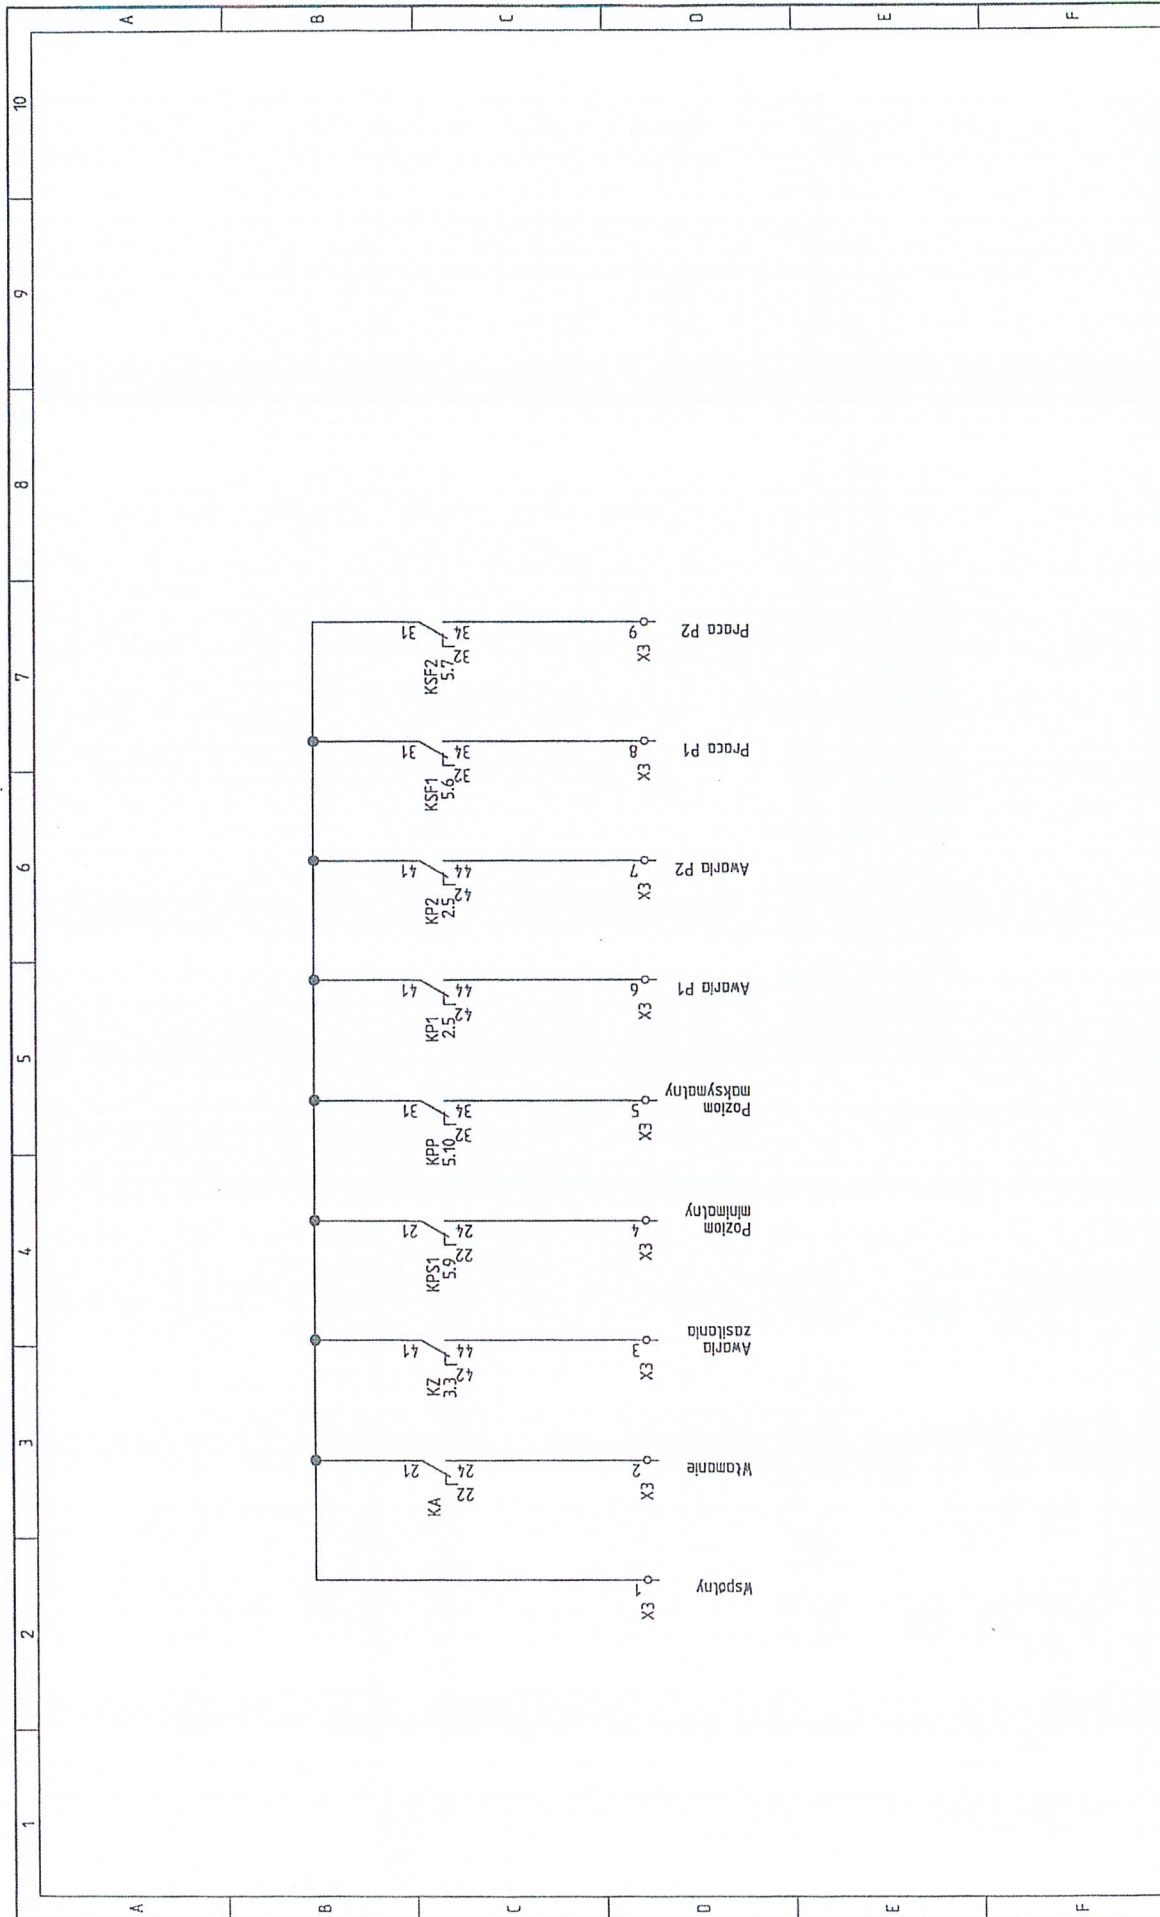 A
B
C
D
E
F
1
2
3
4
5
6
7
8
9
10
A
B
C
D
E
F
X3
1
Wspólny
KA
21
22
24
X3
2
Włamanie
KZ
3.3
41
42
44
X3
3
Awaria
zasilania
KPS1
5.9
21
22
24
X3
4
Poziom
minimalny
KPP
5.10
31
32
34
X3
5
Poziom
maksymalny
KP1
2.5
41
42
44
X3
6
Awaria P1
KP2
2.5
41
42
44
X3
7
Awaria P2
KSF1
5.6
31
32
34
X3
8
Praca P1
KSF2
5.7
31
32
34
X3
9
Praca P2